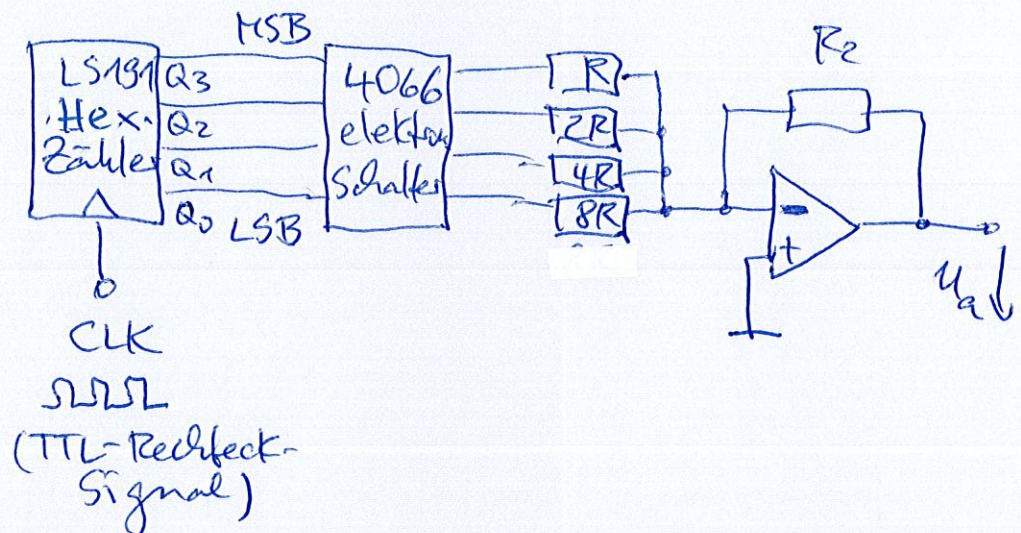 MSB
LS191
Hex-
Zähler
Q3
Q2
Q1
Q0 LSB
4066
elektron
Schalter
R
2R
4R
8R
R2
-
+
ua
CLK
(TTL-Rechteck-
Signal)